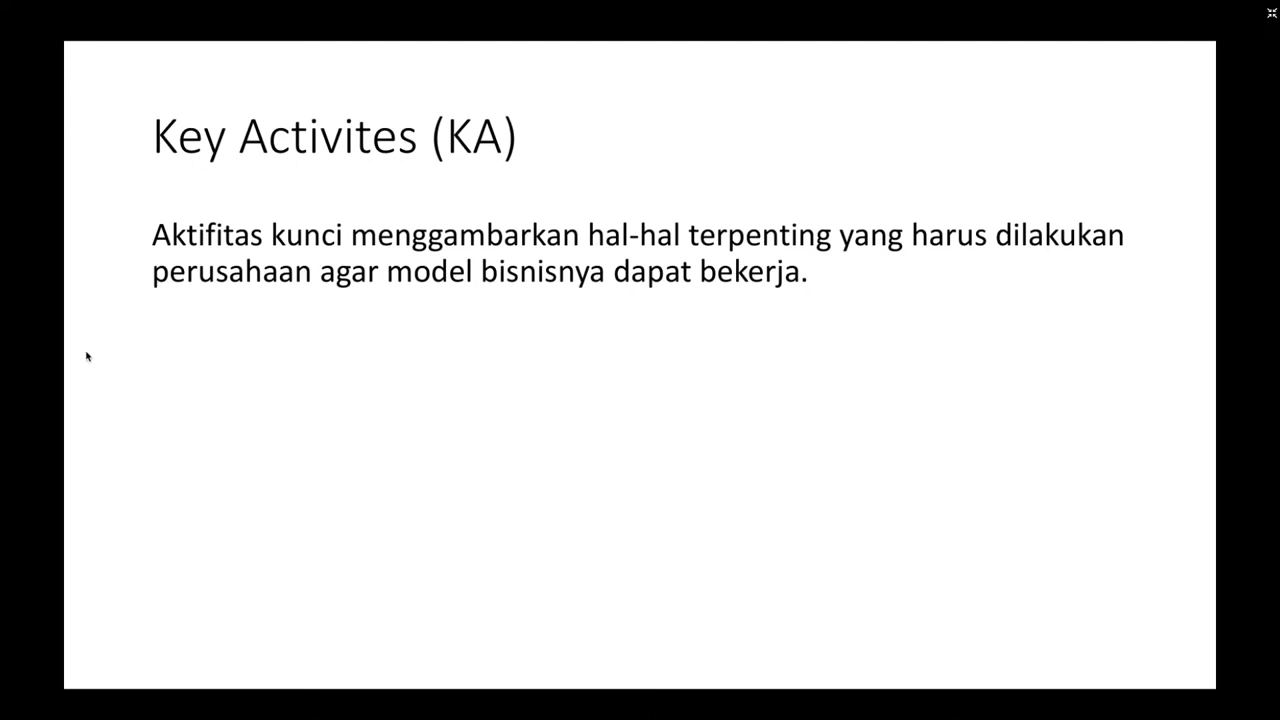 Key Activites (KA)
Aktifitas kunci menggambarkan hal-hal terpenting yang harus dilakukan
perusahaan agar model bisnisnya dapat bekerja.